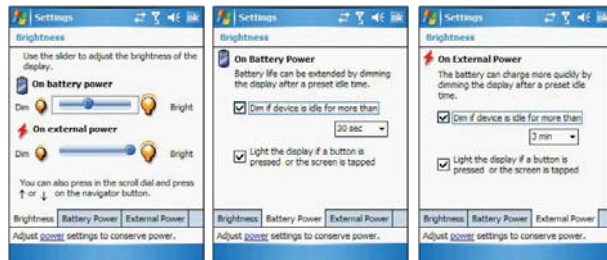 Settings
ok
Brightness
Use the slider to adjust the brightness of the
display.
On battery power
Dim
Bright
On external power
Dim
Bright
You can also press in the scroll dial and press
↑ or ↓ on the navigator button.
Brightness Battery Power External Power
Adjust power settings to conserve power.
Settings
ok
Brightness
On Battery Power
Battery life can be extended by dimming
the display after a preset idle time.
Dim if device is idle for more than
30 sec
Light the display if a button is
pressed or the screen is tapped
Brightness Battery Power External Power
Adjust power settings to conserve power.
Settings
ok
Brightness
On External Power
The battery can charge more quickly by
dimming the display after a preset idle
time.
Dim if device is idle for more than
3 min
Light the display if a button is
pressed or the screen is tapped
Brightness Battery Power External Power
Adjust power settings to conserve power.